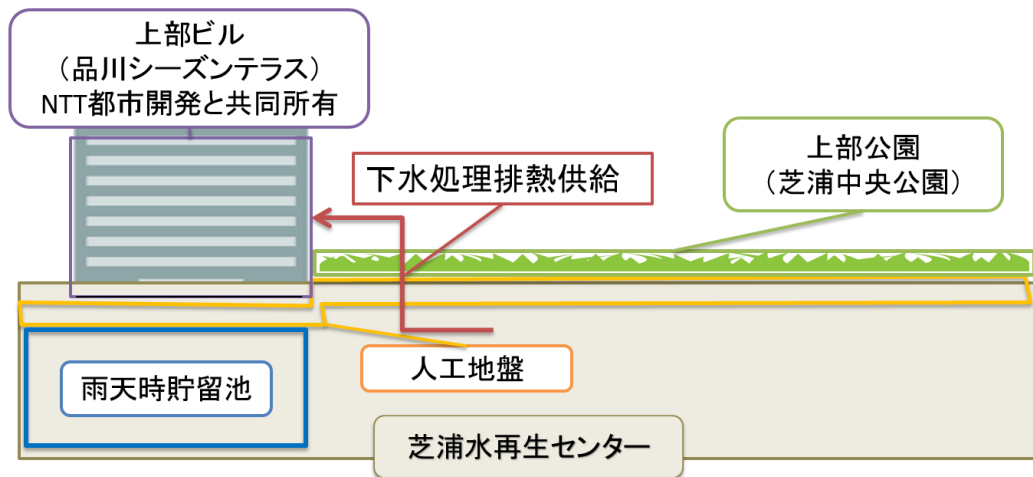 上部ビル
（品川シーズンテラス）
NTT都市開発と共同所有
下水処理排熱供給
上部公園
（芝浦中央公園）
人工地盤
雨天時貯留池
芝浦水再生センター